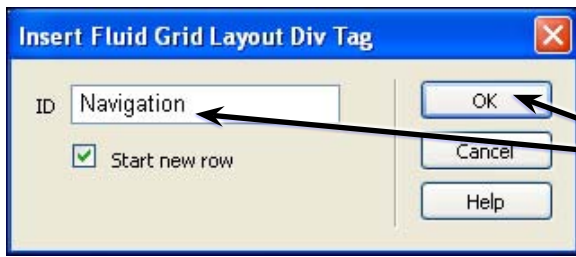 Insert Fluid Grid Layout Div Tag
ID Navigation OK
Start new row Cancel
Help